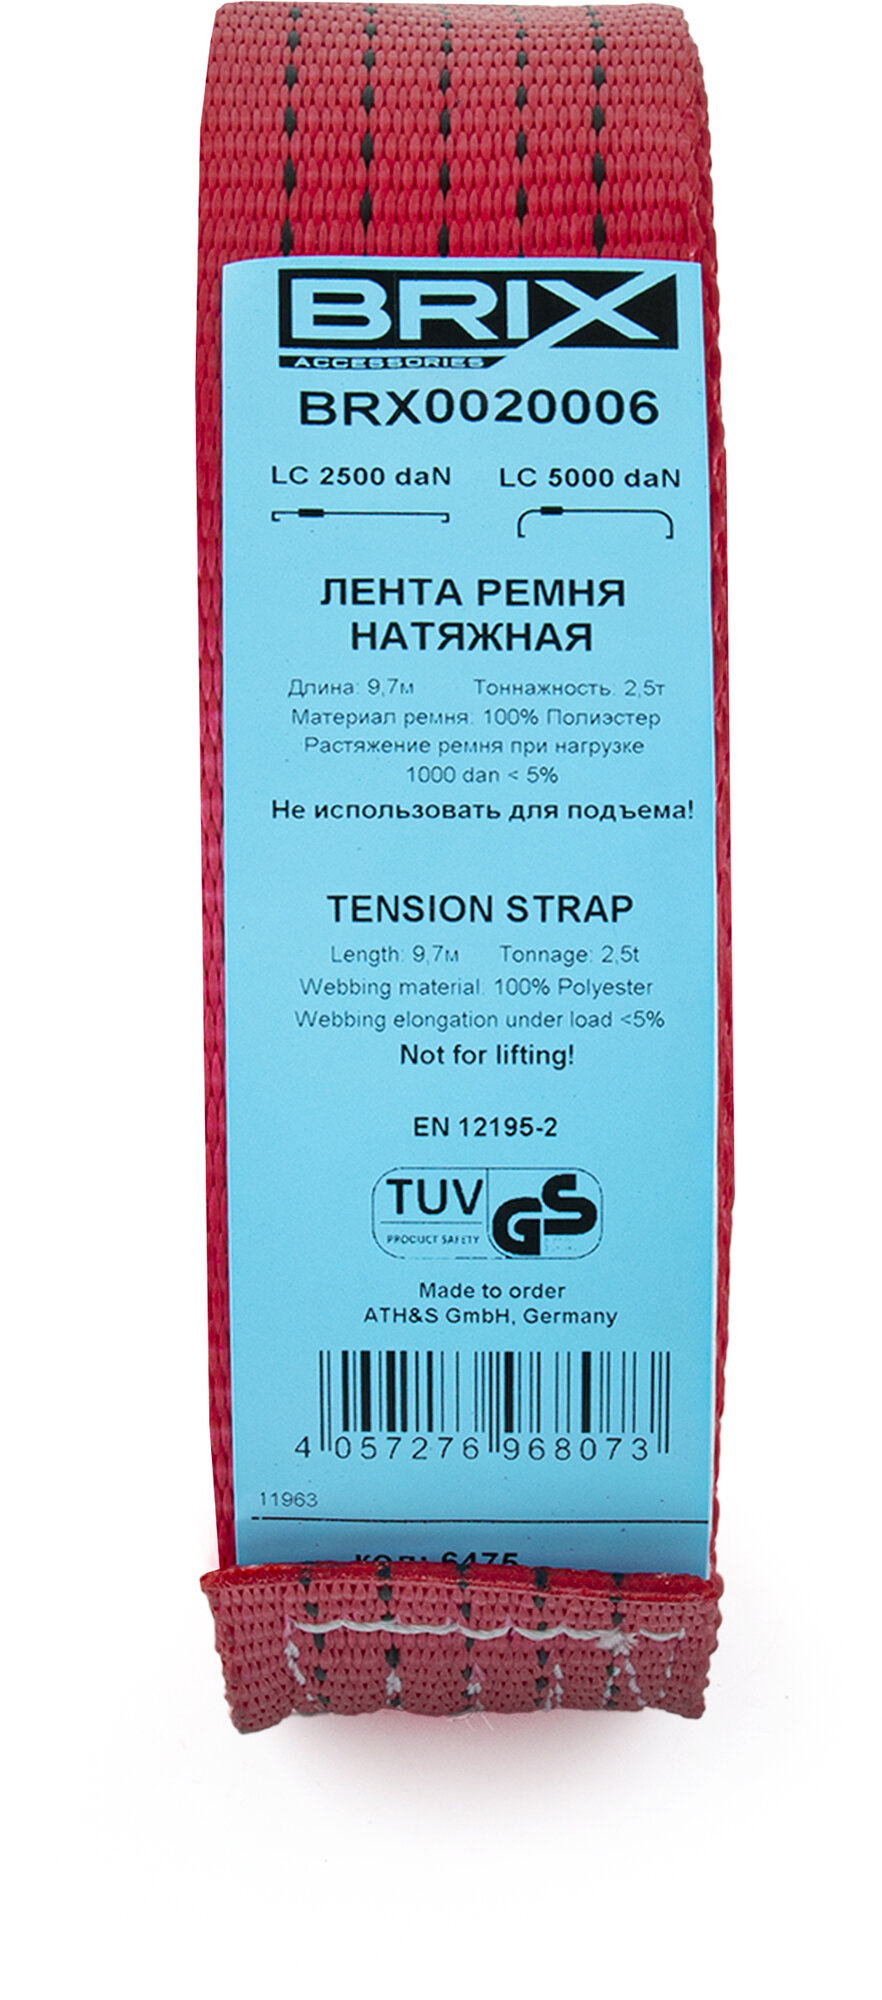 BRIX
ACCESSORIES
BRX0020006
LC 2500 daN LC 5000 daN
ЛЕНТА РЕМНЯ
НАТЯЖНАЯ
Длина: 9,7м Тоннажность: 2,5т
Материал ремня: 100% Полиэстер
Растяжение ремня при нагрузке
1000 dan < 5%
Не использовать для подъема!
TENSION STRAP
Length: 9,7м Tonnage: 2,5t
Webbing material: 100% Polyester
Webbing elongation under load <5%
Not for lifting!
EN 12195-2
TUV GS
PRODUCT SAFETY
Made to order
ATH&S GmbH, Germany
4 057276 968073
11963
код: 6475